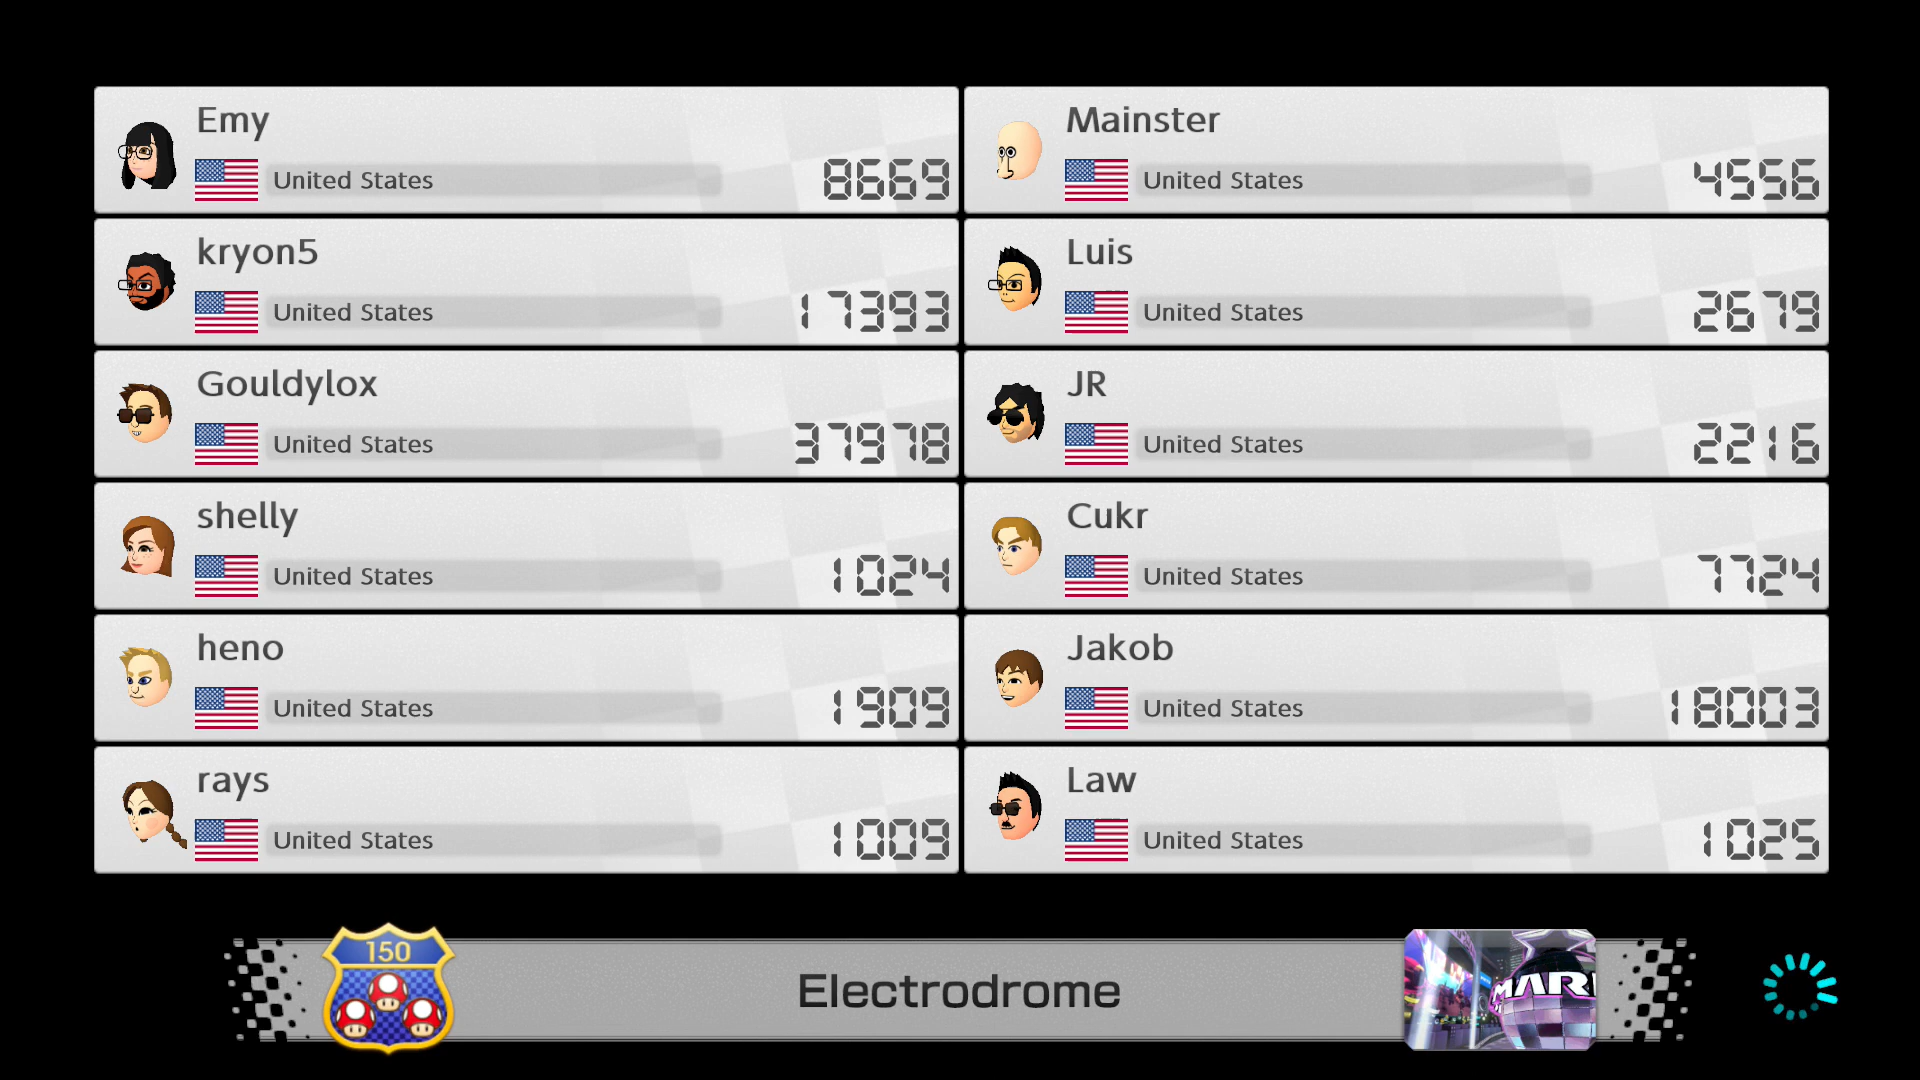 Emy
United States
8669
kryon5
United States
17393
Gouldylox
United States
37978
shelly
United States
1024
heno
United States
1909
rays
United States
1009
Mainster
United States
4556
Luis
United States
2679
JR
United States
2216
Cukr
United States
7724
Jakob
United States
18003
Law
United States
1025
150
Electrodrome
MAR